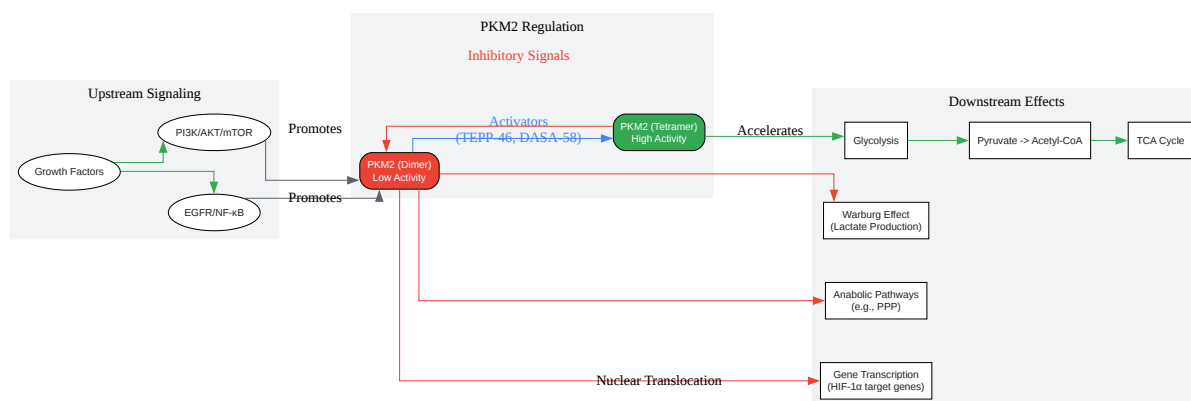 PKM2 Regulation
Inhibitory Signals
Upstream Signaling
PI3K/AKT/mTOR
Growth Factors
EGFR/NF-κB
Promotes
Promotes
Activators
(TEPP-46, DASA-58)
PKM2 (Dimer)
Low Activity
PKM2 (Tetramer)
High Activity
Accelerates
Nuclear Translocation
Downstream Effects
Glycolysis
Pyruvate -> Acetyl-CoA
TCA Cycle
Warburg Effect
(Lactate Production)
Anabolic Pathways
(e.g., PPP)
Gene Transcription
(HIF-1α target genes)